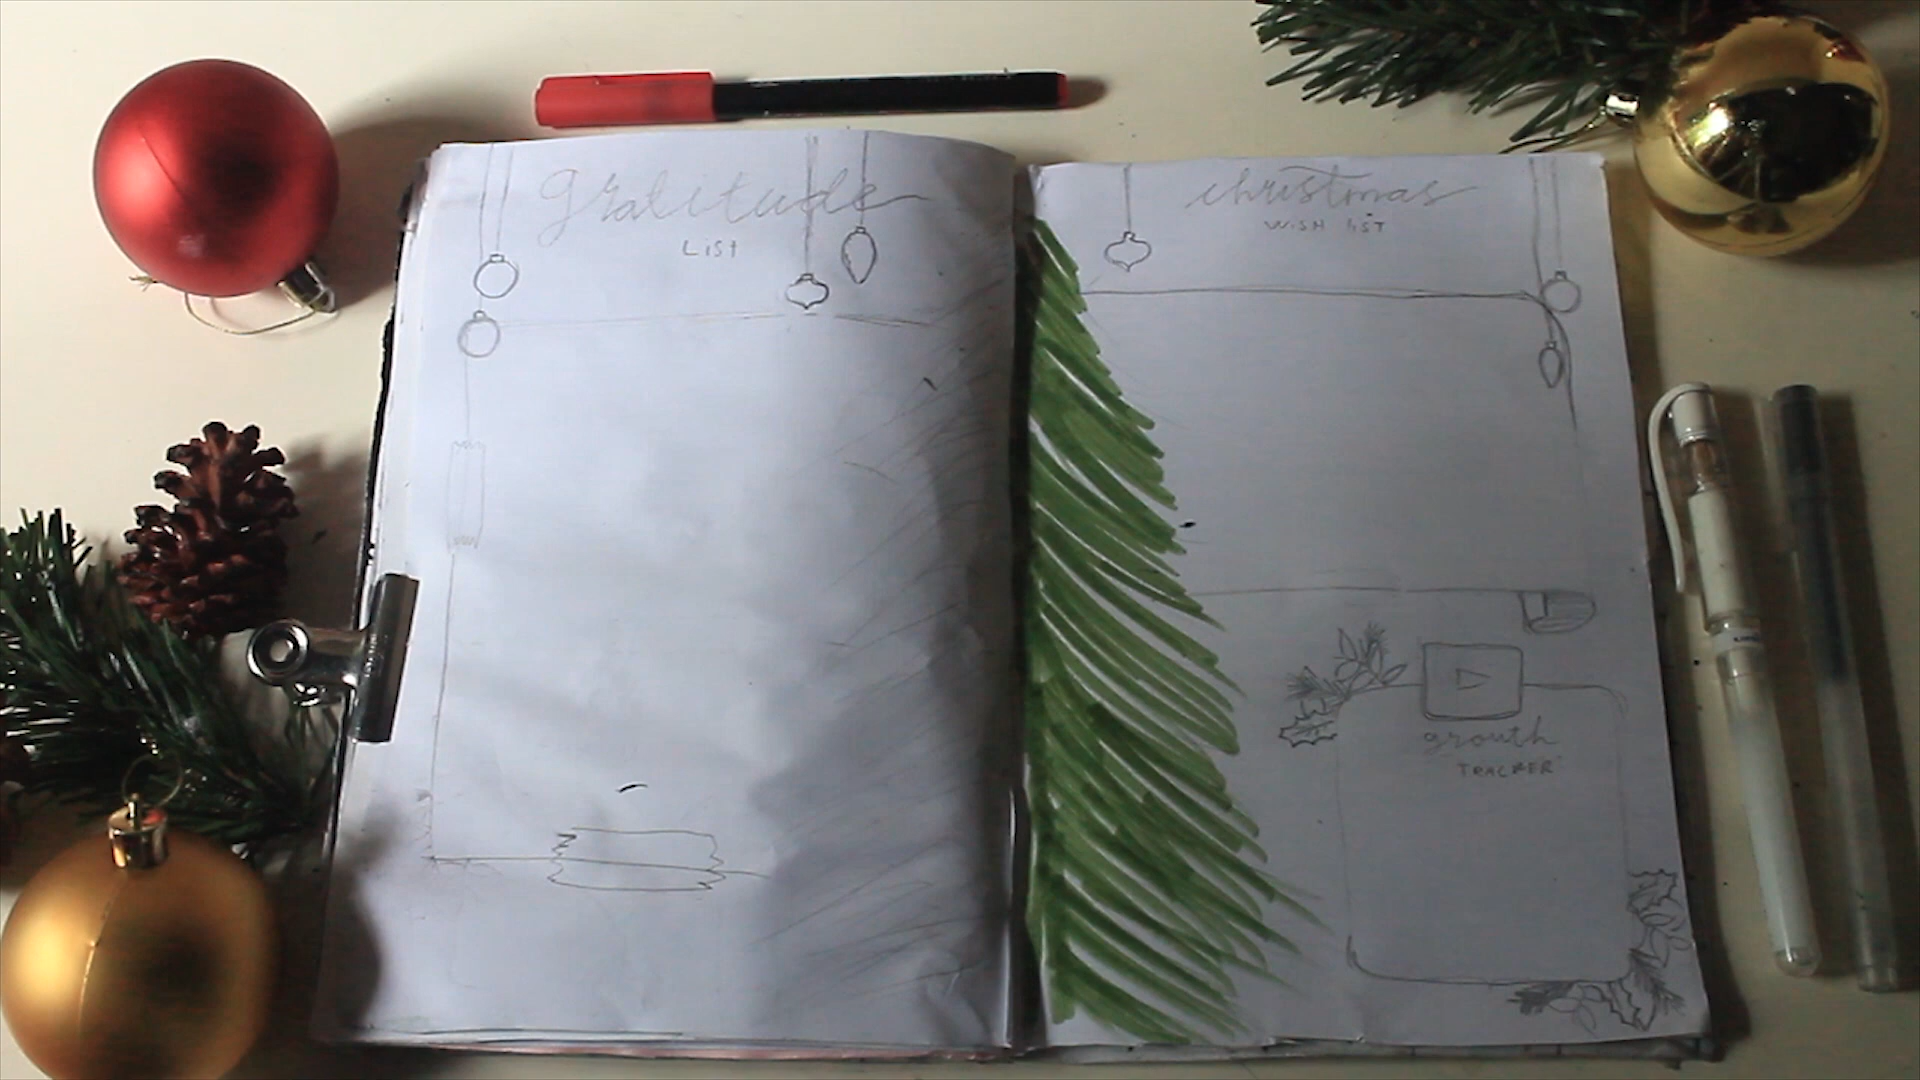 gratitude
LIST
christmas
WISH LIST
growth
TRACKER